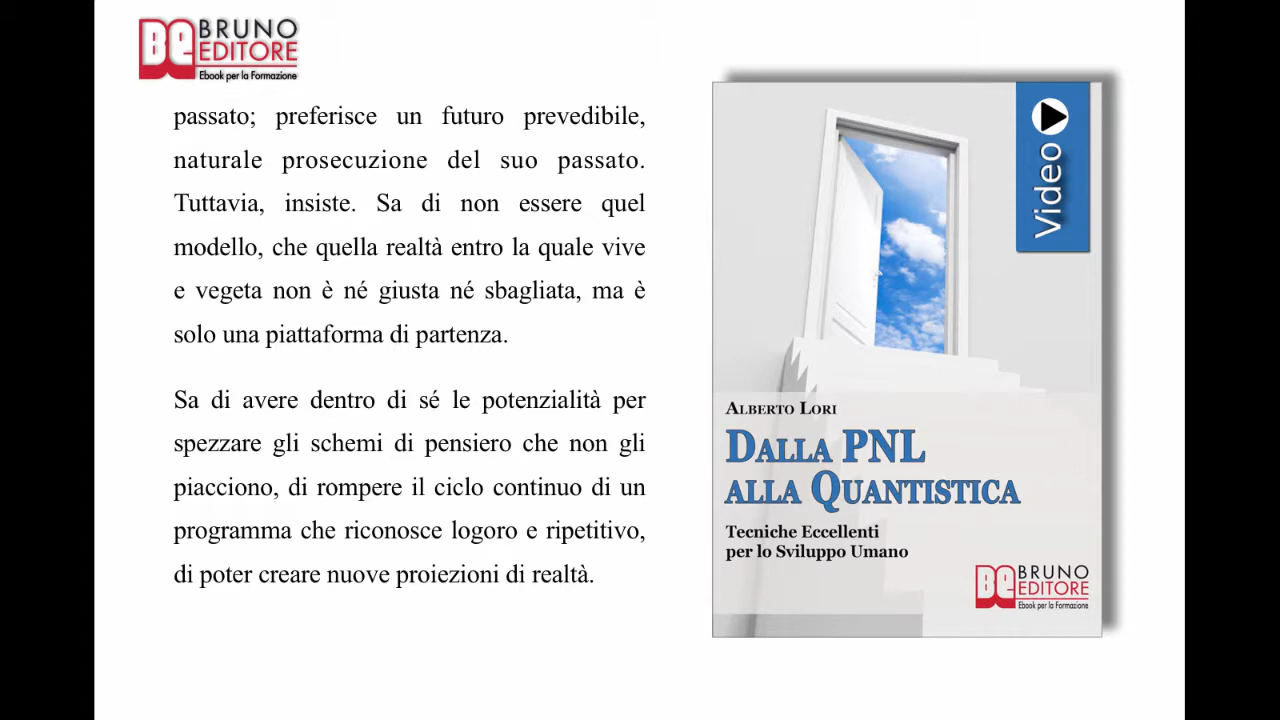 BRUNO
EDITORE
Ebook per la Formazione
passato; preferisce un futuro prevedibile,
naturale prosecuzione del suo passato.
Tuttavia, insiste. Sa di non essere quel
modello, che quella realtà entro la quale vive
e vegeta non è né giusta né sbagliata, ma è
solo una piattaforma di partenza.
Sa di avere dentro di sé le potenzialità per
spezzare gli schemi di pensiero che non gli
piacciono, di rompere il ciclo continuo di un
programma che riconosce logoro e ripetitivo,
di poter creare nuove proiezioni di realtà.
Video
ALBERTO LORI
DALLA PNL
ALLA QUANTISTICA
Tecniche Eccellenti
per lo Sviluppo Umano
BRUNO
EDITORE
Ebook per la Formazione